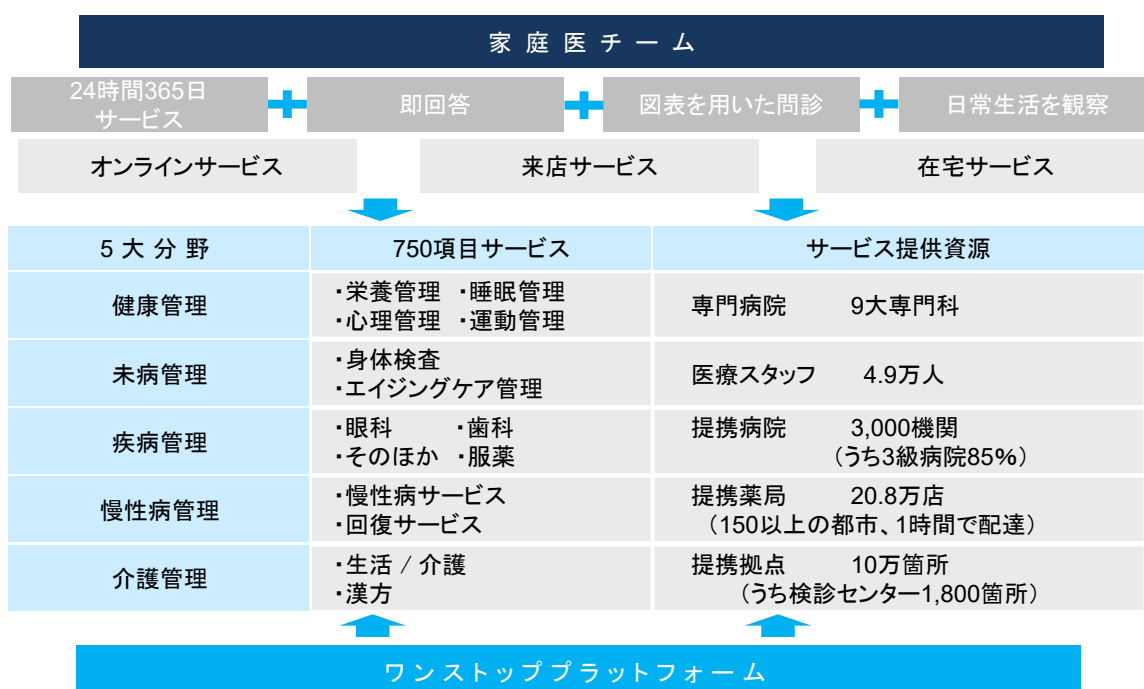 家庭医チーム
24時間365日
サービス
即回答
図表を用いた問診
日常生活を観察
オンラインサービス
来店サービス
在宅サービス
5大分野
750項目サービス
サービス提供資源
健康管理
・栄養管理 ・睡眠管理
・心理管理 ・運動管理
専門病院 9大専門科
未病管理
・身体検査
・エイジングケア管理
医療スタッフ 4.9万人
疾病管理
・眼科 ・歯科
・そのほか ・服薬
提携病院 3,000機関
（うち3級病院85%）
慢性病管理
・慢性病サービス
・回復サービス
提携薬局 20.8万店
（150以上の都市、1時間で配達）
介護管理
・生活 / 介護
・漢方
提携拠点 10万箇所
（うち検診センター1,800箇所）
ワンストッププラットフォーム